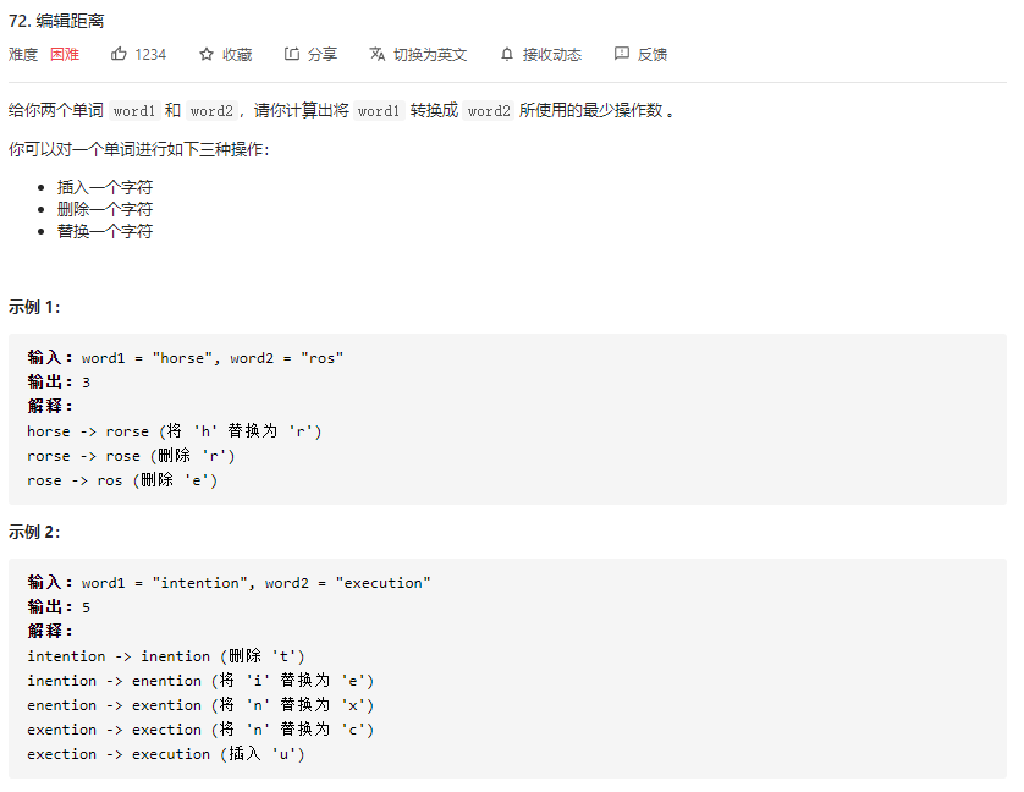 72. 编辑距离
难度 困难 1234 收藏 分享 切换为英文 接收动态 反馈
给你两个单词 word1 和 word2，请你计算出将 word1 转换成 word2 所使用的最少操作数 。
你可以对一个单词进行如下三种操作：
• 插入一个字符
• 删除一个字符
• 替换一个字符
示例 1：
输入：word1 = "horse", word2 = "ros"
输出：3
解释：
horse -> rorse (将 'h' 替换为 'r')
rorse -> rose (删除 'r')
rose -> ros (删除 'e')
示例 2：
输入：word1 = "intention", word2 = "execution"
输出：5
解释：
intention -> inention (删除 't')
inention -> enention (将 'i' 替换为 'e')
enention -> exention (将 'n' 替换为 'x')
exention -> exection (将 'n' 替换为 'c')
exection -> execution (插入 'u')